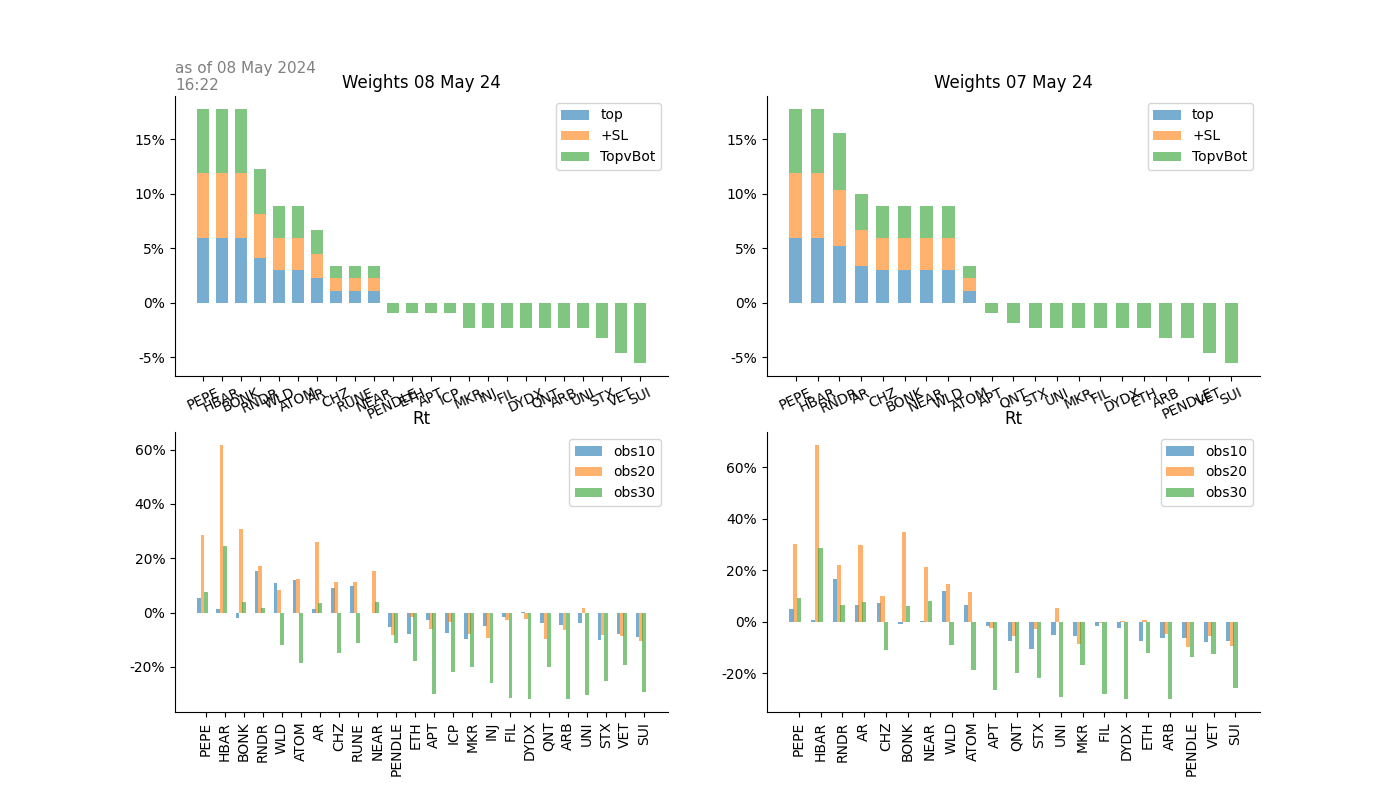 as of 08 May 2024
16:22
Weights 08 May 24
15%
10%
5%
0%
-5%
top
+SL
TopvBot
PEPE HBAR BONK RNDR WLD ATOM AR CHZ RUNE NEAR PENDLE ETH APT ICP MKR INJ FIL DYDX QNT ARB UNI STX VET SUI
Weights 07 May 24
15%
10%
5%
0%
-5%
top
+SL
TopvBot
PEPE HBAR RNDR AR CHZ BONK NEAR WLD ATOM APT QNT STX UNI MKR FIL DYDX ETH ARB PENDLE VET SUI
Rt
60%
40%
20%
0%
-20%
obs10
obs20
obs30
PEPE HBAR BONK RNDR WLD ATOM AR CHZ RUNE NEAR PENDLE ETH APT ICP MKR INJ FIL DYDX QNT ARB UNI STX VET SUI
Rt
60%
40%
20%
0%
-20%
obs10
obs20
obs30
PEPE HBAR RNDR AR CHZ BONK NEAR WLD ATOM APT QNT STX UNI MKR FIL DYDX ETH ARB PENDLE VET SUI